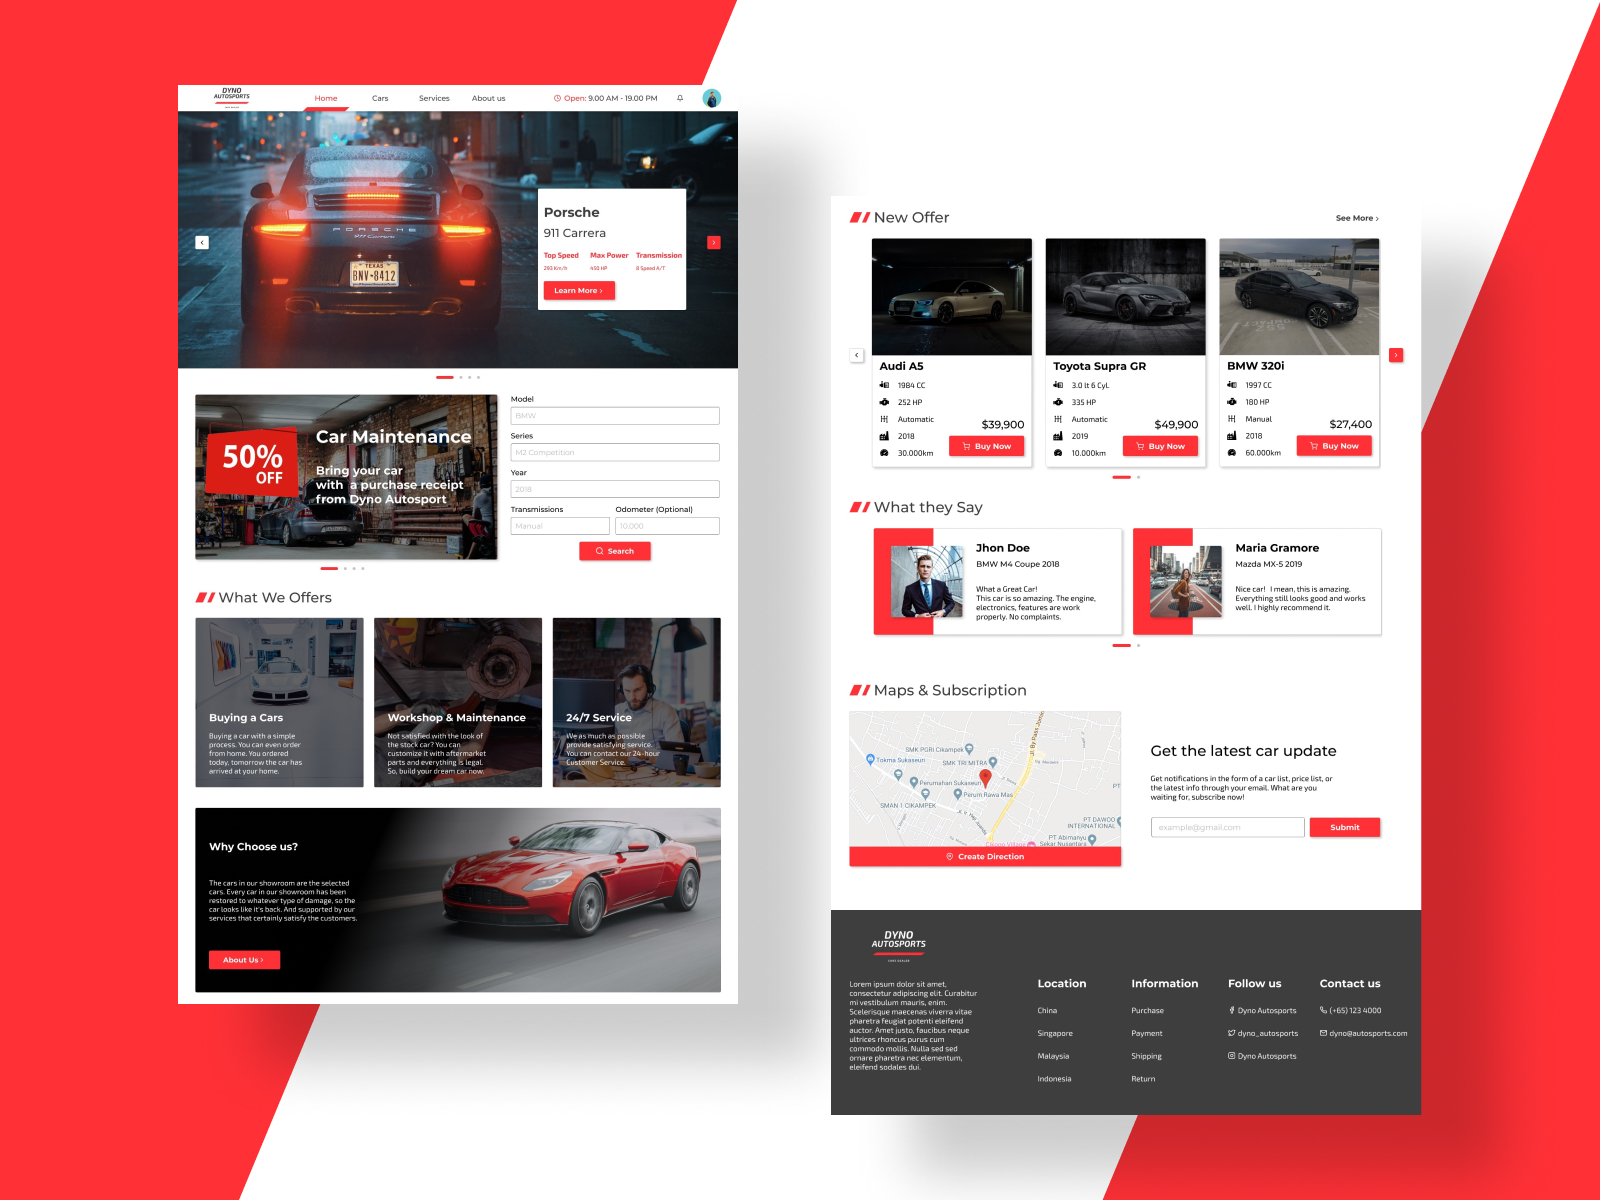 DYNO
AUTOSPORTS
Home
Cars
Services
About us
Open: 9.00 AM - 19.00 PM
PORSCHE
911 Carrera
TEXAS
BNV·8412
Porsche
911 Carrera
Top Speed
Max Power
Transmission
293 Km/h
450 HP
8 Speed A/T
Learn More ›
50%
OFF
Car Maintenance
Bring your car
with a purchase receipt
from Dyno Autosport
Model
BMW
Series
M2 Competition
Year
2018
Transmissions
Odometer (Optional)
Manual
10.000
Search
What We Offers
Buying a Cars
Buying a car with a simple
process. You can even order
from home. You ordered
today, tomorrow the car has
arrived at your home.
Workshop & Maintenance
Not satisfied with the look of
the stock car? You can
customize it with aftermarket
parts and everything is legal.
So, build your dream car now.
24/7 Service
We as much as possible
provide satisfying service.
You can contact our 24-hour
Customer Service.
Why Choose us?
The cars in our showroom are the selected
cars. Every car in our showroom has been
restored to whatever type of damage, so the
car looks like it's back. And supported by our
services that certainly satisfy the customers.
About Us ›
New Offer
See More ›
Audi A5
1984 CC
252 HP
Automatic
2018
30.000km
$39,900
Buy Now
Toyota Supra GR
3.0 lt 6 Cyl.
335 HP
Automatic
2019
10.000km
$49,900
Buy Now
BMW 320i
1997 CC
180 HP
Manual
2018
60.000km
$27,400
Buy Now
What they Say
Jhon Doe
BMW M4 Coupe 2018
What a Great Car!
This car is so amazing. The engine,
electronics, features are work
properly. No complaints.
Maria Gramore
Mazda MX-5 2019
Nice car! I mean, this is amazing.
Everything still looks good and works
well. I highly recommend it.
Maps & Subscription
Jl. By Pass Jomin
SMK PGRI Cikampek
Tokma Sukaseuri
SMK TRI MITRA
Perumahan Sukaseuri
Perum Rawa Mas
SMAN 1 CIKAMPEK
PT
PT DAWOO
INTERNATIONAL
PT Abimanyu
Sekar Nusantara
Create Direction
Get the latest car update
Get notifications in the form of a car list, price list, or
the latest info through your email. What are you
waiting for, subscribe now!
example@gmail.com
Submit
DYNO
AUTOSPORTS
Lorem ipsum dolor sit amet,
consectetur adipiscing elit. Curabitur
mi vestibulum mauris, enim.
Scelerisque maecenas viverra vitae
pharetra feugiat potenti eleifend
auctor. Amet justo, faucibus neque
ultrices rhoncus purus cum
commodo mollis. Nulla sed sed
ornare pharetra nec elementum,
eleifend sodales dui.
Location
China
Singapore
Malaysia
Indonesia
Information
Purchase
Payment
Shipping
Return
Follow us
Dyno Autosports
dyno_autosports
Dyno Autosports
Contact us
(+65) 123 4000
dyno@autosports.com